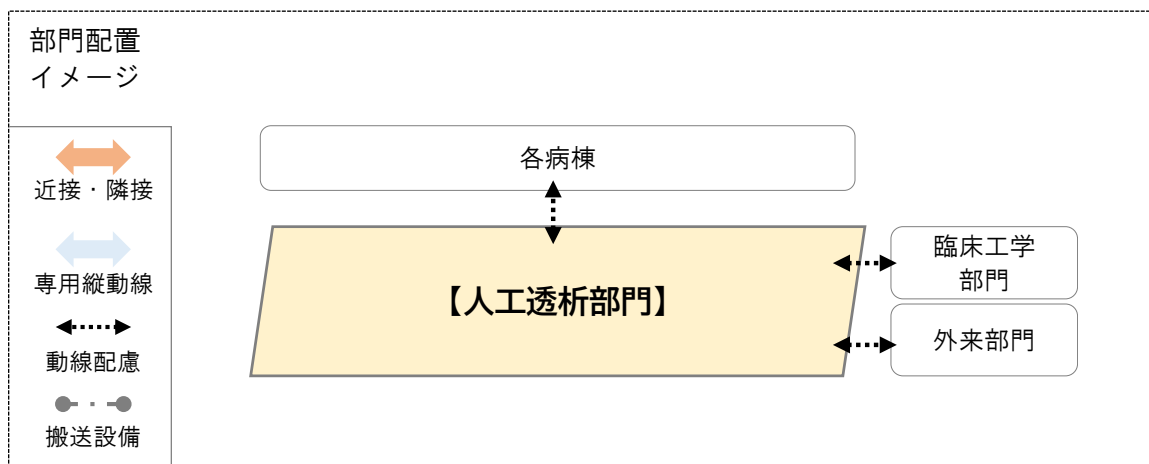 部門配置
イメージ
近接・隣接
専用縦動線
動線配慮
搬送設備
各病棟
【人工透析部門】
臨床工学
部門
外来部門